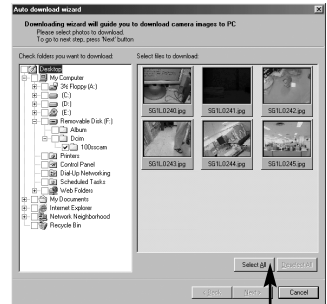 Auto download wizard
Downloading wizard will guide you to download camera images to PC
Please select photos to download.
To go to next step, press 'Next' button
Check folders you want to download:
Select files to download:
Desktop
My Computer
3½ Floppy (A:)
(C:)
(D:)
(E:)
Removable Disk (F:)
Album
Dcim
100sscam
Printers
Control Panel
Dial-Up Networking
Scheduled Tasks
Web Folders
My Documents
Internet Explorer
Network Neighborhood
Recycle Bin
SG1L0240.jpg
SG1L0241.jpg
SG1L0242.jpg
SG1L0243.jpg
SG1L0244.jpg
SG1L0245.jpg
Select All
Deselect All
< Back
Next >
Cancel